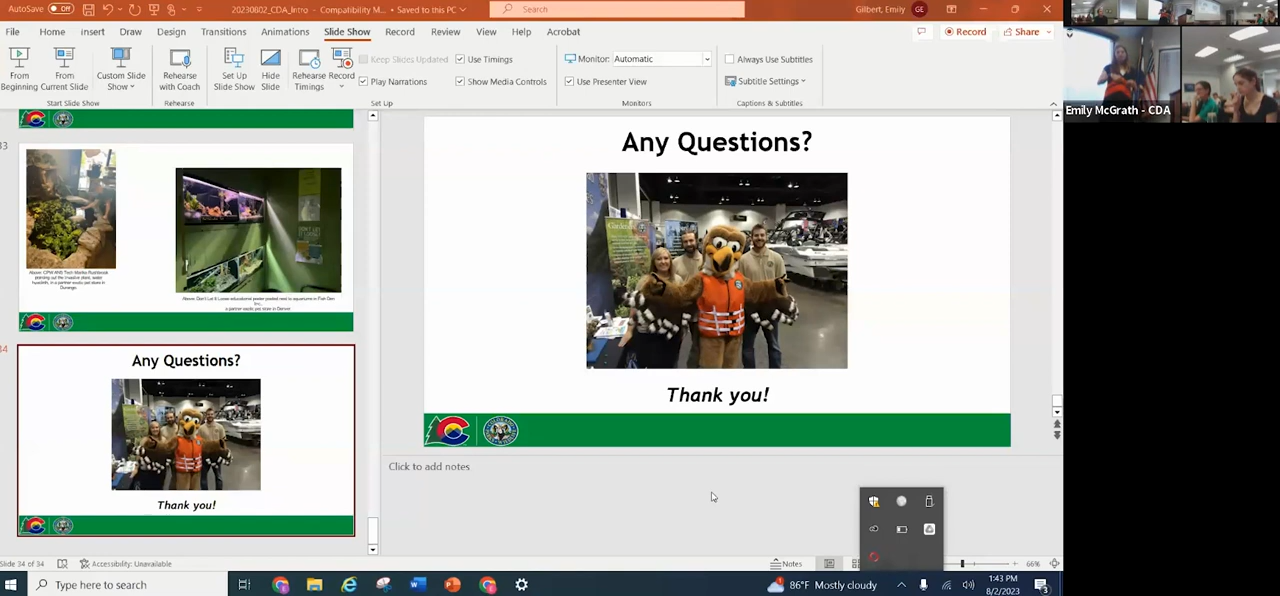 AutoSave Off
20230802_CDA_Intro - Compatibility M... • Saved to this PC
Search
Gilbert, Emily GE
File Home Insert Draw Design Transitions Animations Slide Show Record Review View Help Acrobat
Record Share
From Beginning
From Current Slide
Custom Slide Show
Rehearse with Coach
Set Up Slide Show
Hide Slide
Rehearse Timings
Record
Keep Slides Updated
Use Timings
Play Narrations
Show Media Controls
Monitor: Automatic
Use Presenter View
Always Use Subtitles
Subtitle Settings
Start Slide Show
Rehearse
Set Up
Monitors
Captions & Subtitles
Emily McGrath - CDA
33
34
Any Questions?
Thank you!
Any Questions?
Thank you!
Click to add notes
Slide 34 of 34
Accessibility: Unavailable
Notes
66%
Type here to search
86°F Mostly cloudy
1:43 PM
8/2/2023
3